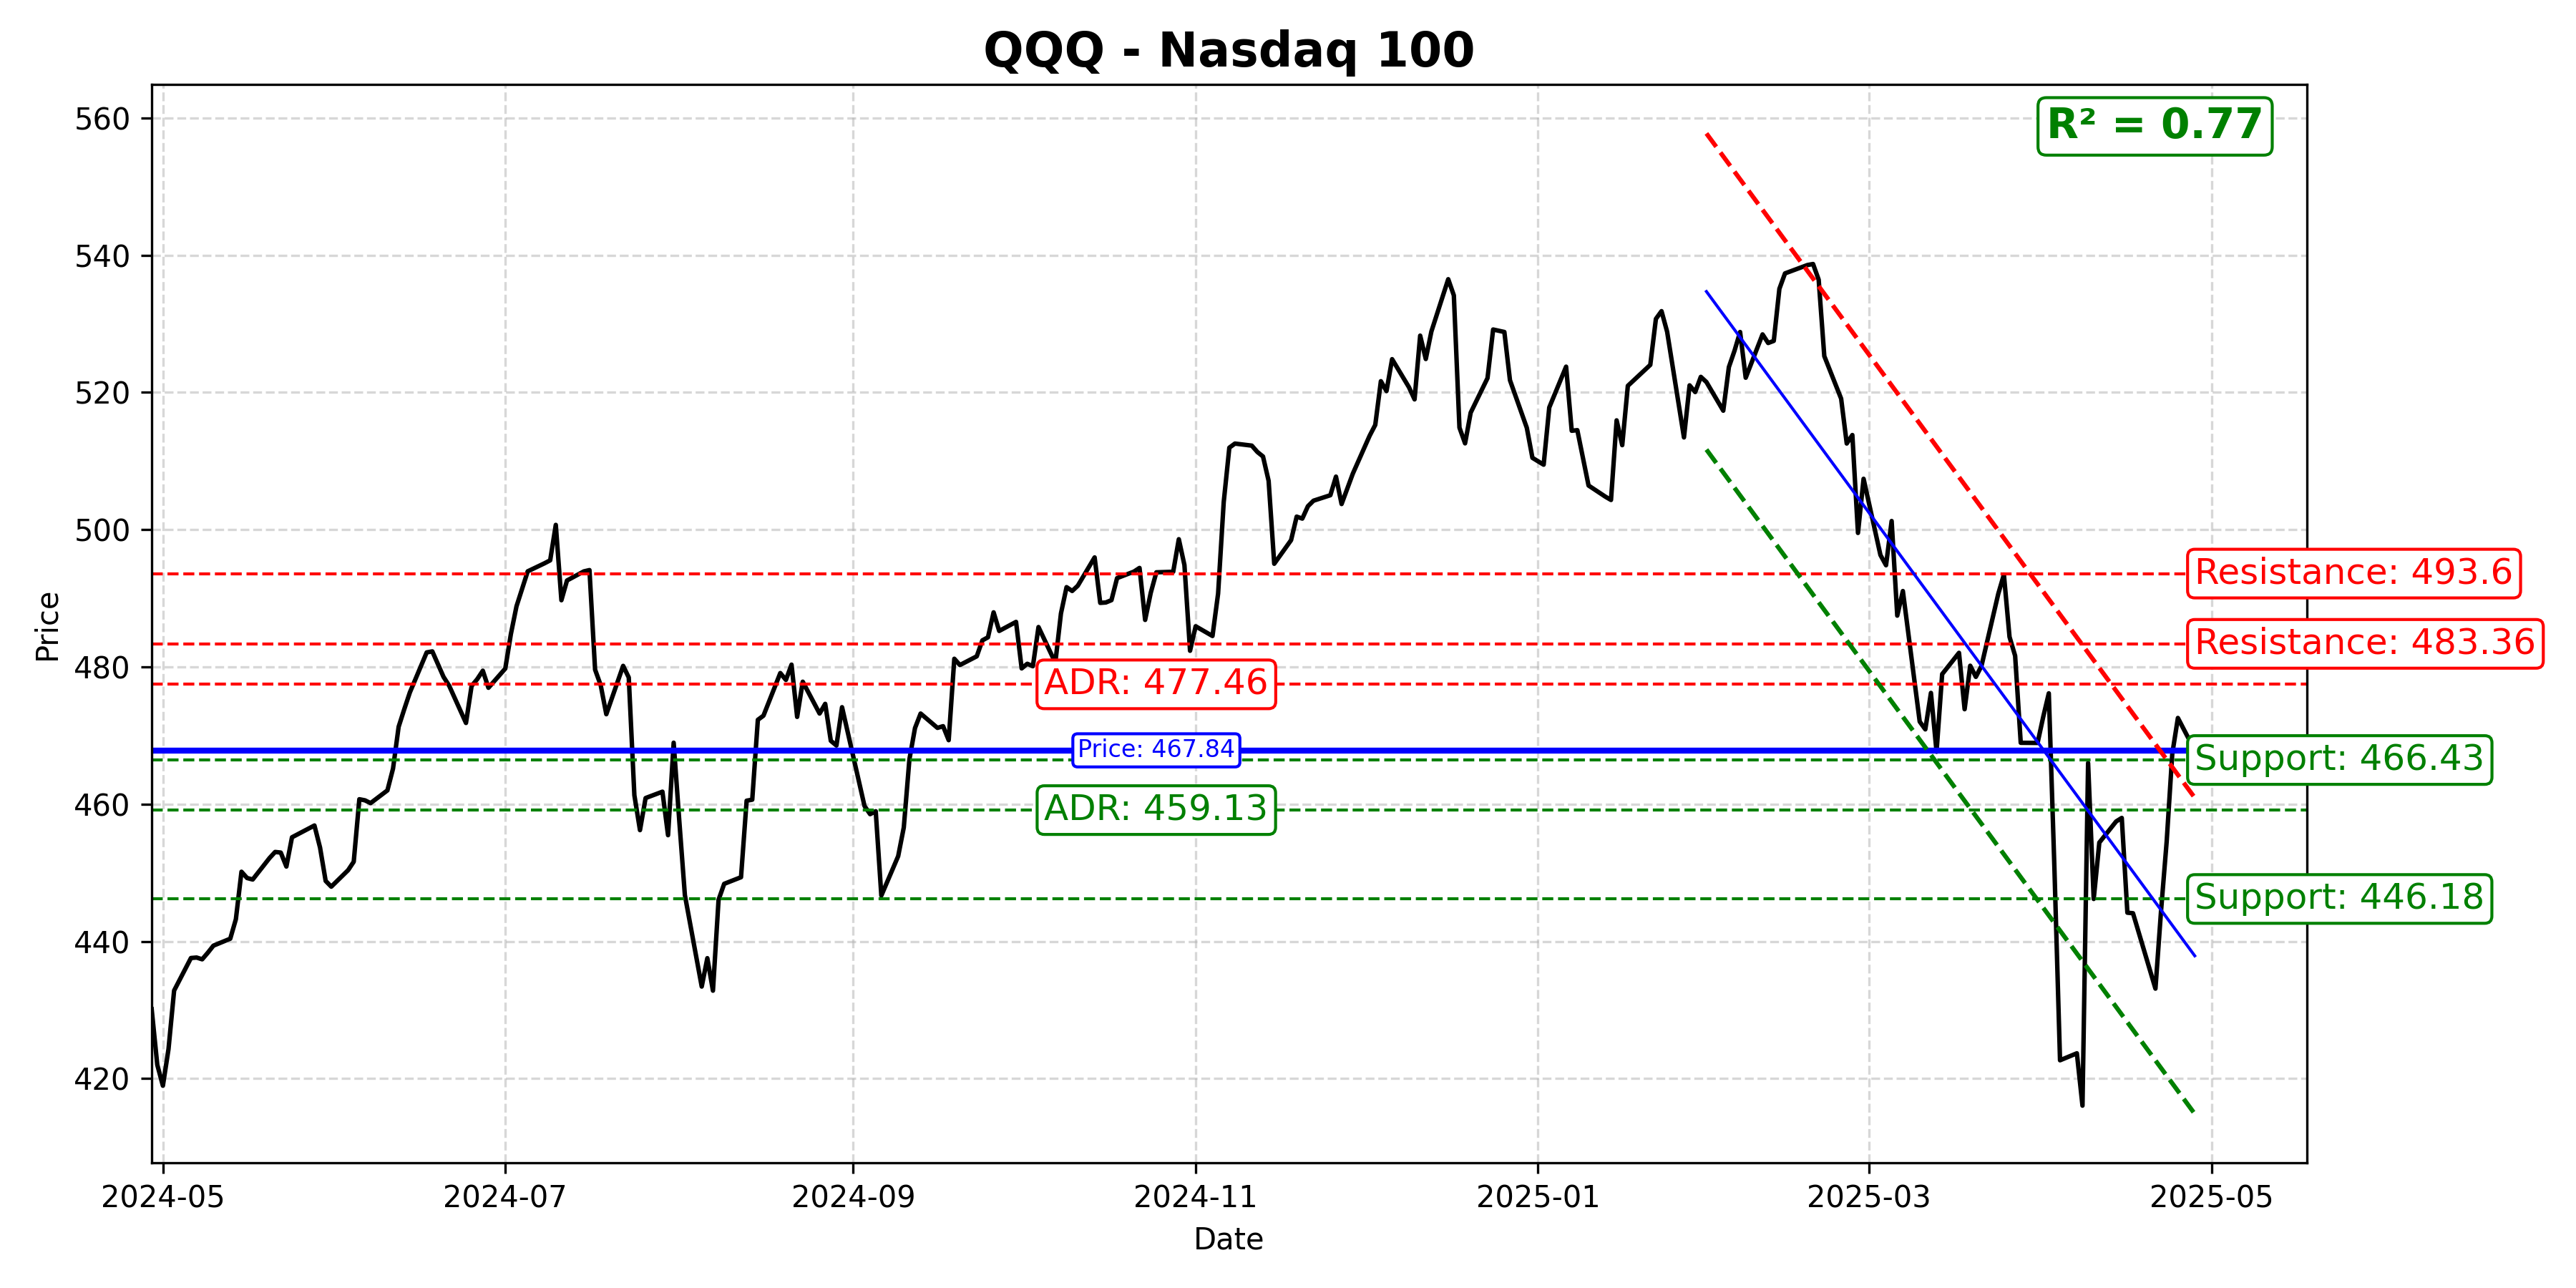 QQQ - Nasdaq 100
R² = 0.77
560
540
520
500
480
460
440
420
Price
Resistance: 493.6
Resistance: 483.36
ADR: 477.46
Price: 467.84
Support: 466.43
ADR: 459.13
Support: 446.18
2024-05
2024-07
2024-09
2024-11
2025-01
2025-03
2025-05
Date